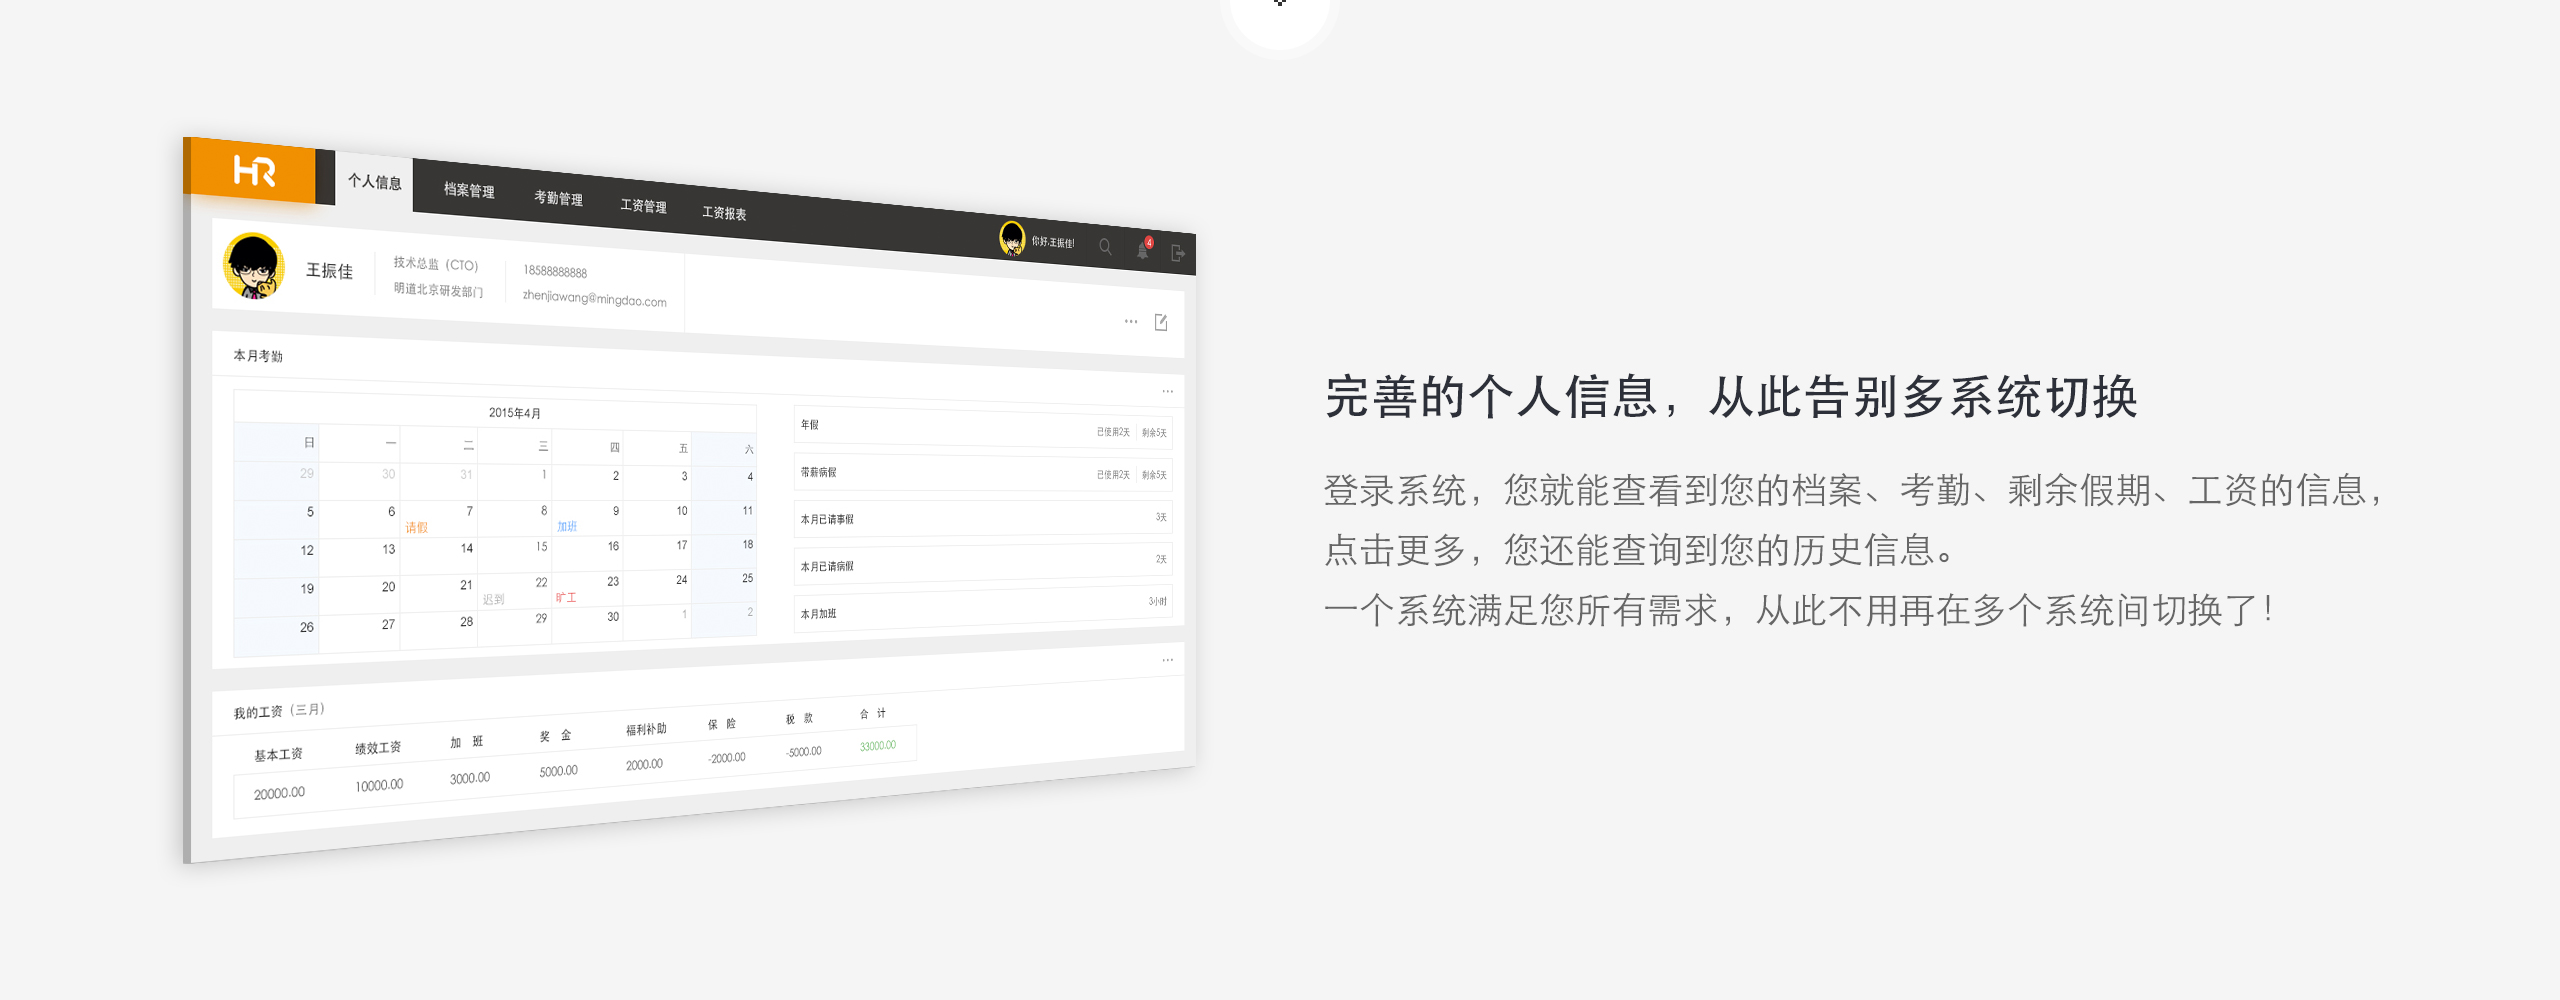 HR
个人信息
档案管理
考勤管理
工资管理
工资报表
你好,王振佳!
4
王振佳
技术总监（CTO）
明道北京研发部门
18588888888
zhenjiawang@mingdao.com
本月考勤
2015年4月
日 一 二 三 四 五 六
29 30 31 1 2 3 4
5 6 7 8 9 10 11
请假 加班
12 13 14 15 16 17 18
19 20 21 22 23 24 25
迟到 旷工
26 27 28 29 30 1 2
年假 已使用2天 剩余5天
带薪病假 已使用2天 剩余5天
本月已请事假 3天
本月已请病假 2天
本月加班 3小时
我的工资（三月）
基本工资 绩效工资 加 班 奖 金 福利补助 保 险 税 款 合 计
20000.00 10000.00 3000.00 5000.00 2000.00 -2000.00 -5000.00 33000.00
完善的个人信息，从此告别多系统切换
登录系统，您就能查看到您的档案、考勤、剩余假期、工资的信息，
点击更多，您还能查询到您的历史信息。
一个系统满足您所有需求，从此不用再在多个系统间切换了！